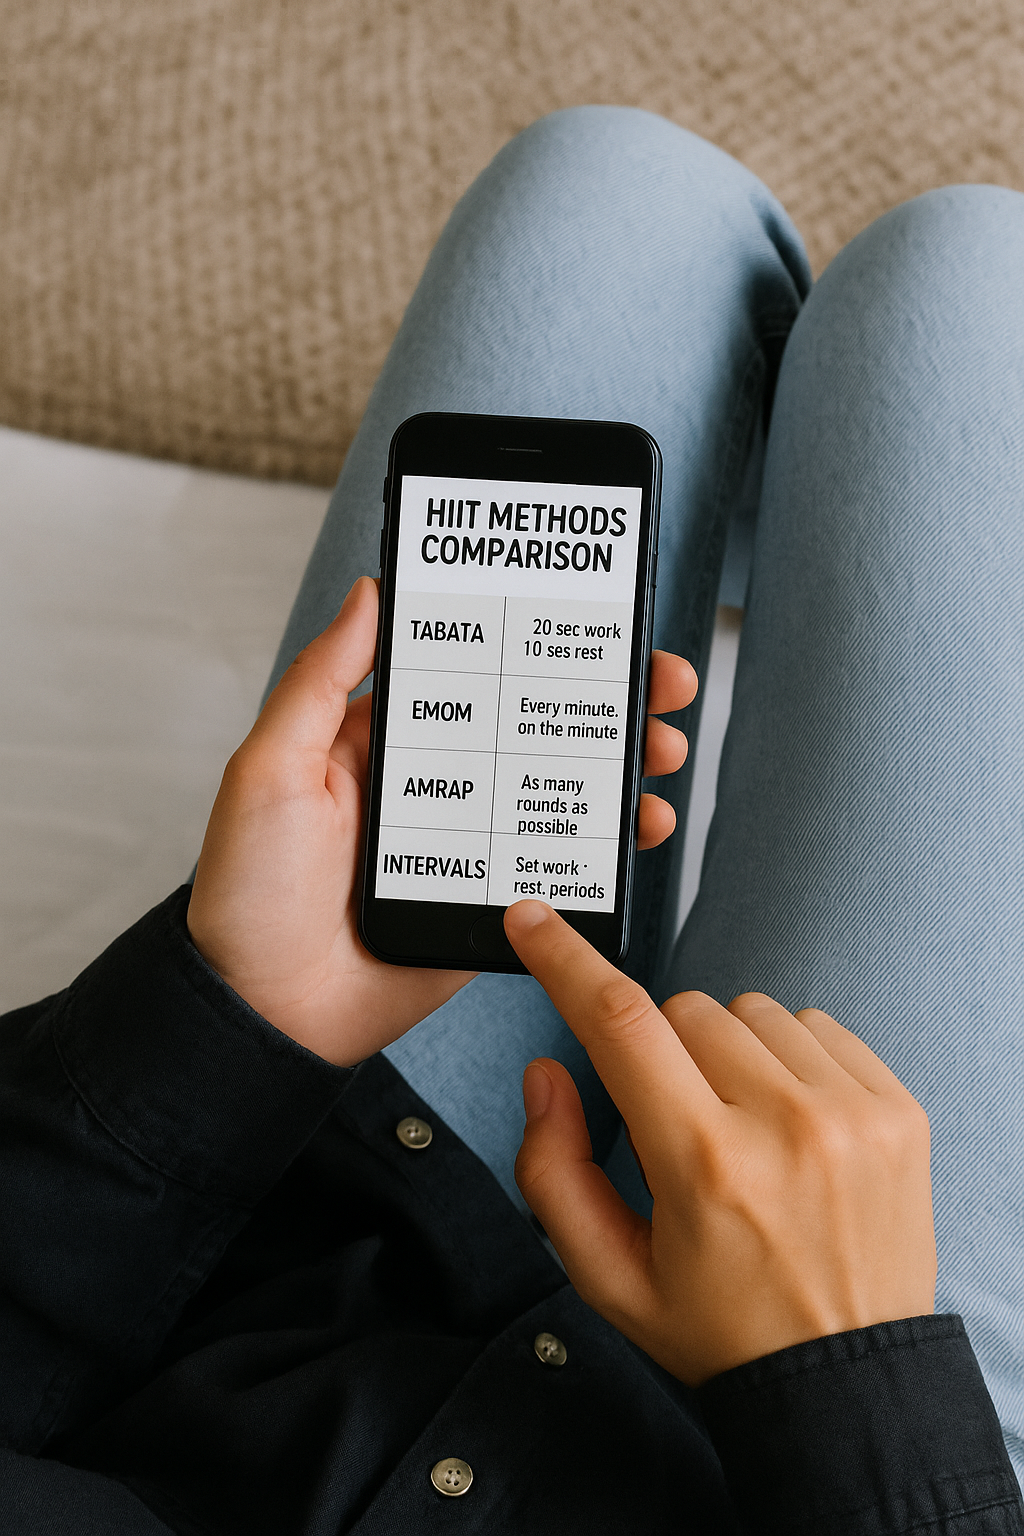 HIIT METHODS
COMPARISON
TABATA
20 sec work
10 ses rest
EMOM
Every minute.
on the minute
AMRAP
As many
rounds as
possible
INTERVALS
Set work ·
rest. periods